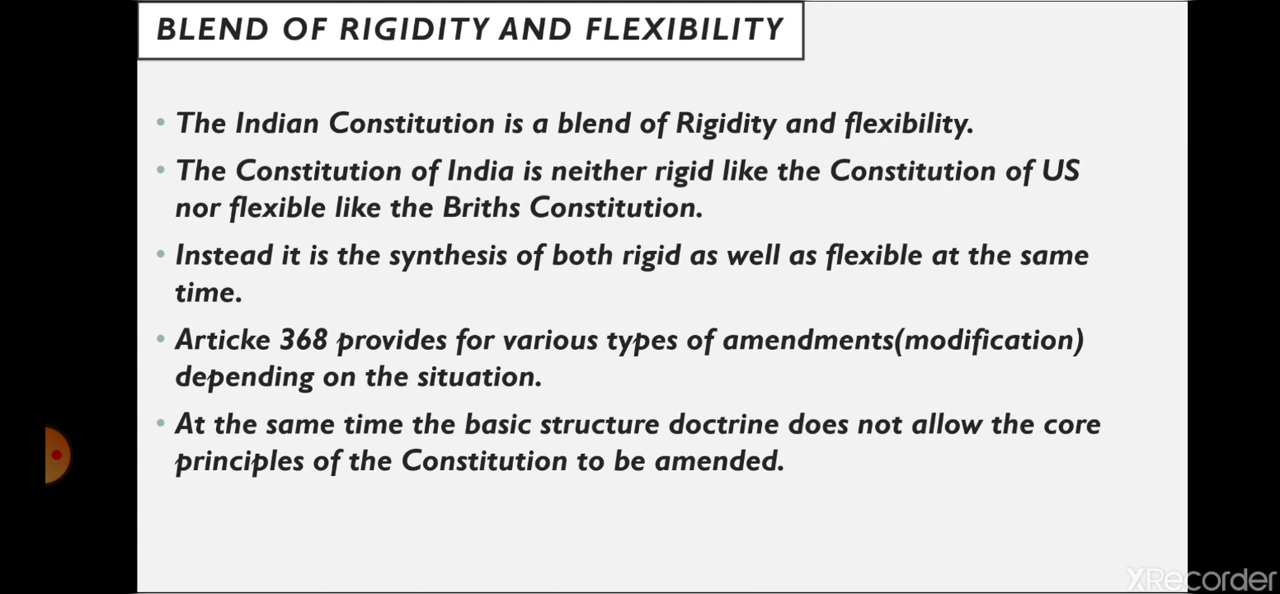 BLEND OF RIGIDITY AND FLEXIBILITY
• The Indian Constitution is a blend of Rigidity and flexibility.
• The Constitution of India is neither rigid like the Constitution of US
nor flexible like the Briths Constitution.
• Instead it is the synthesis of both rigid as well as flexible at the same
time.
• Articke 368 provides for various types of amendments(modification)
depending on the situation.
• At the same time the basic structure doctrine does not allow the core
principles of the Constitution to be amended.
XRecorder